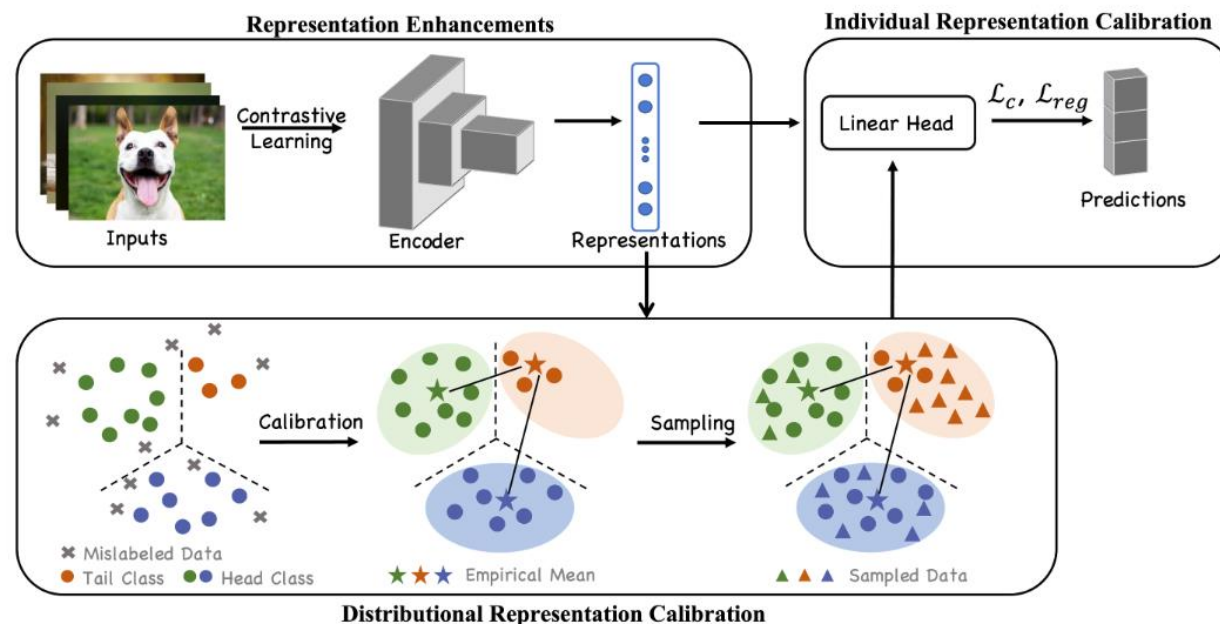 Representation Enhancements
Individual Representation Calibration
Contrastive
Learning
Inputs
Encoder
Representations
Linear Head
ℒc, ℒreg
Predictions
Calibration
Sampling
Mislabeled Data
Tail Class
Head Class
Empirical Mean
Sampled Data
Distributional Representation Calibration